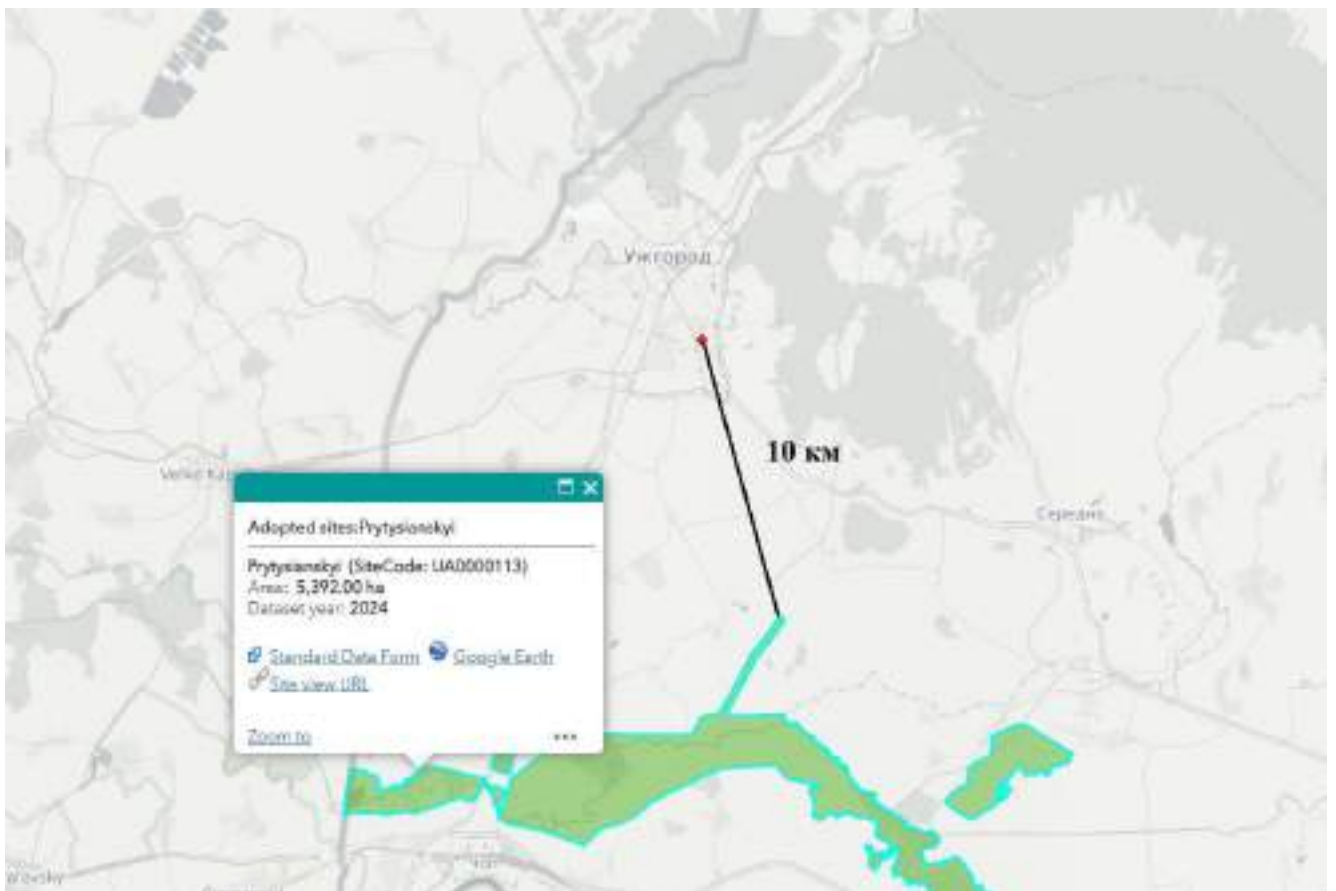 Ужгород
10 км
Середнє
Adopted sites:Prytysianskyi
Prytysianskyi (SiteCode: UA0000113)
Area: 5,392.00 ha
Dataset year: 2024
Standard Data Form Google Earth
Site view URL
Zoom to
•••
Чоп